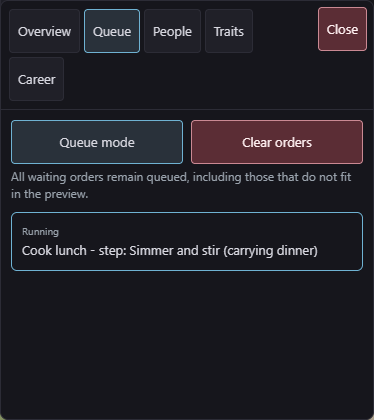 Overview
Queue
People
Traits
Close
Career
Queue mode
Clear orders
All waiting orders remain queued, including those that do not fit
in the preview.
Running
Cook lunch - step: Simmer and stir (carrying dinner)